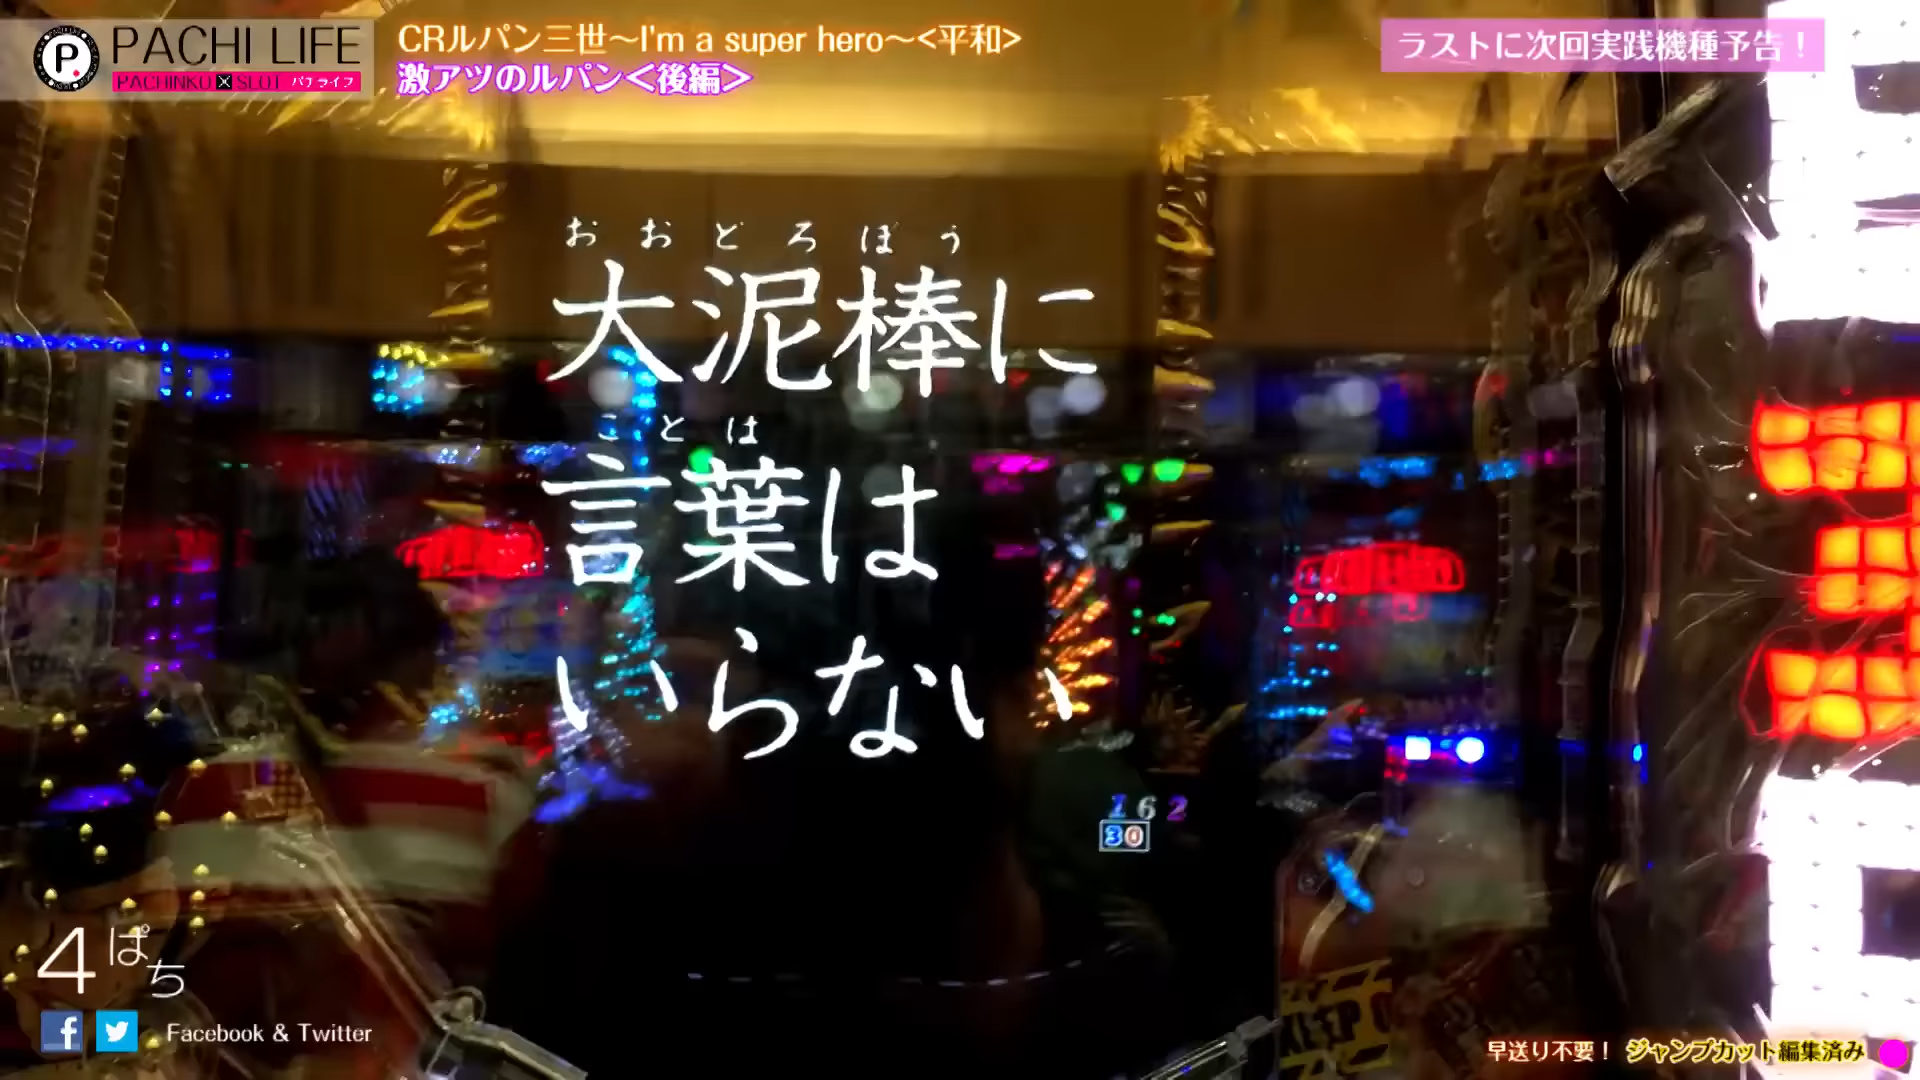 P.
PACHI LIFE
PACHINKO × SLOT パチライフ
CRルパン三世～I'm a super hero～<平和>
激アツのルパン<後編>
ラストに次回実践機種予告！
おおどろぼう
大泥棒に
ことは
言葉は
いらない
162
30
4ぱち
Facebook & Twitter
KEEP
早送り不要！ ジャンプカット編集済み